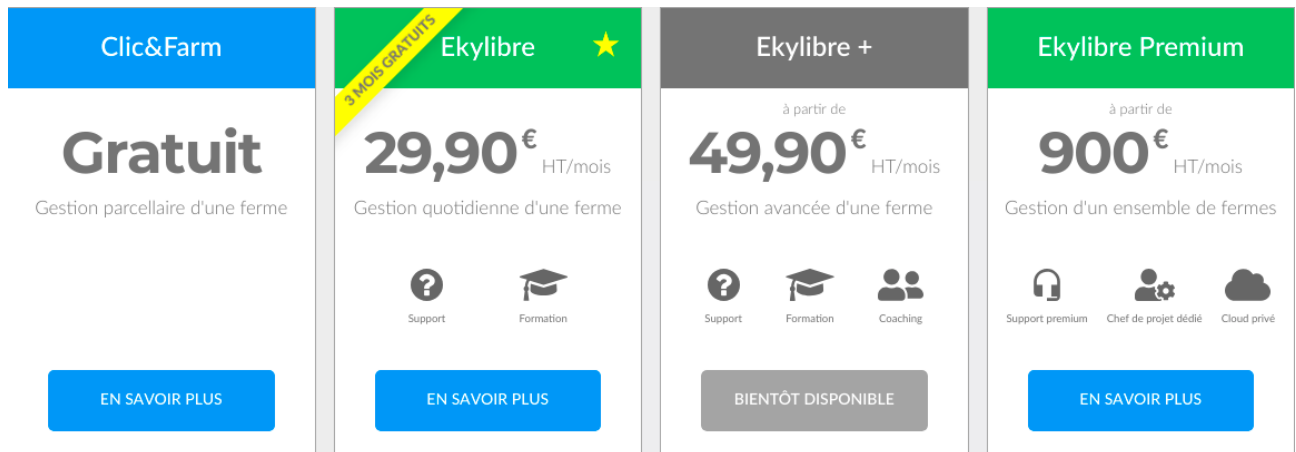 Clic&Farm
Gratuit
Gestion parcellaire d'une ferme
EN SAVOIR PLUS
3 MOIS GRATUITS
Ekylibre
29,90€ HT/mois
Gestion quotidienne d'une ferme
Support Formation
EN SAVOIR PLUS
Ekylibre +
à partir de
49,90€ HT/mois
Gestion avancée d'une ferme
Support Formation Coaching
BIENTÔT DISPONIBLE
Ekylibre Premium
à partir de
900€ HT/mois
Gestion d'un ensemble de fermes
Support premium Chef de projet dédié Cloud privé
EN SAVOIR PLUS